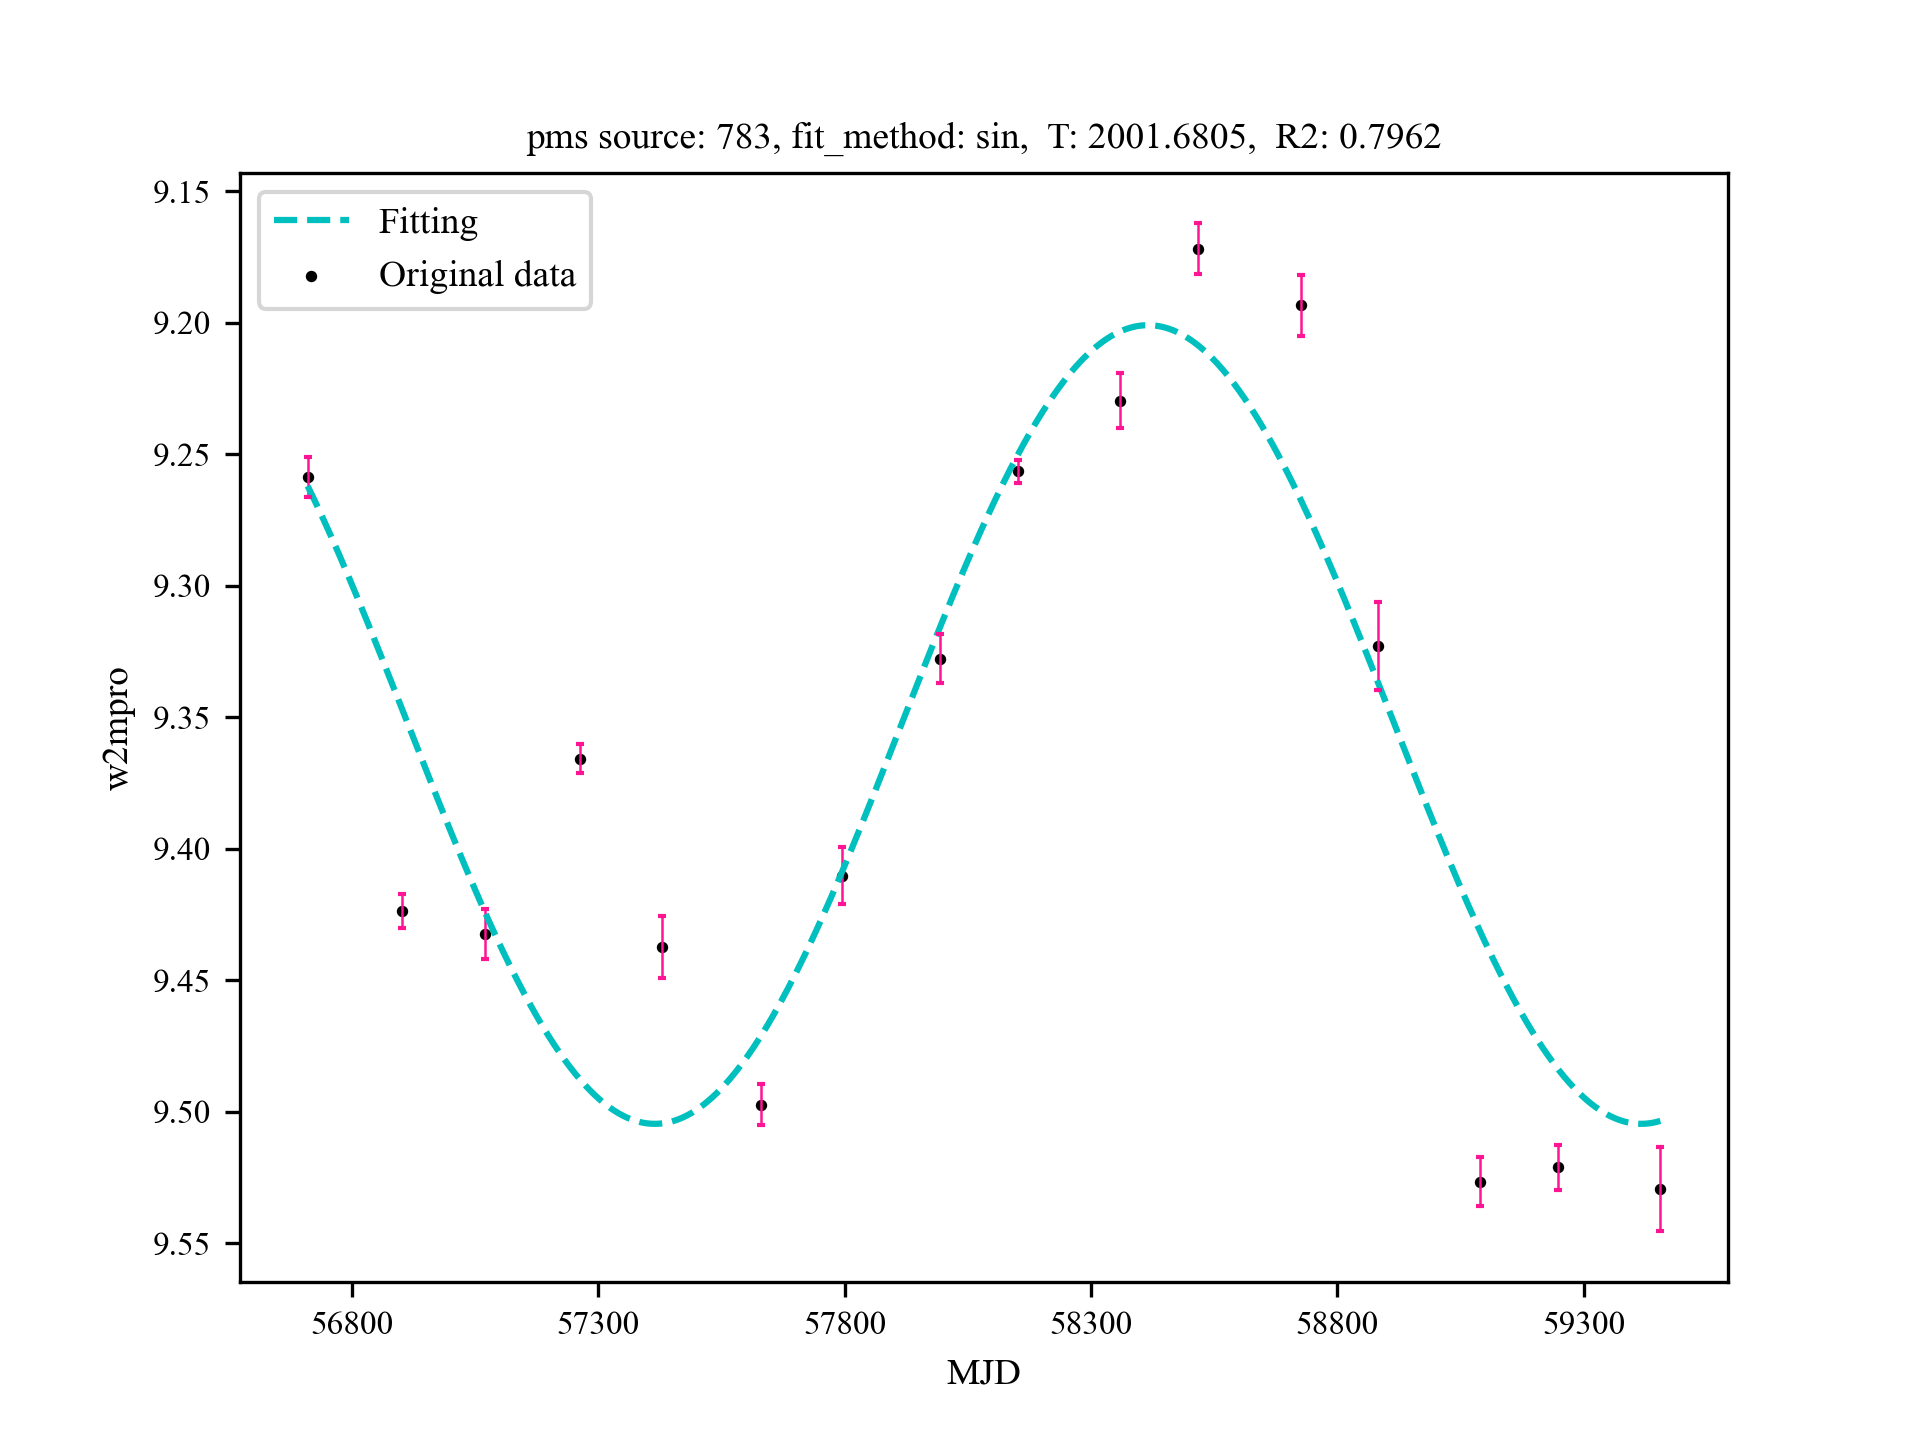 pms source: 783, fit_method: sin,  T: 2001.6805,  R2: 0.7962
Fitting
Original data
9.15
9.20
9.25
9.30
9.35
9.40
9.45
9.50
9.55
w2mpro
56800 57300 57800 58300 58800 59300
MJD